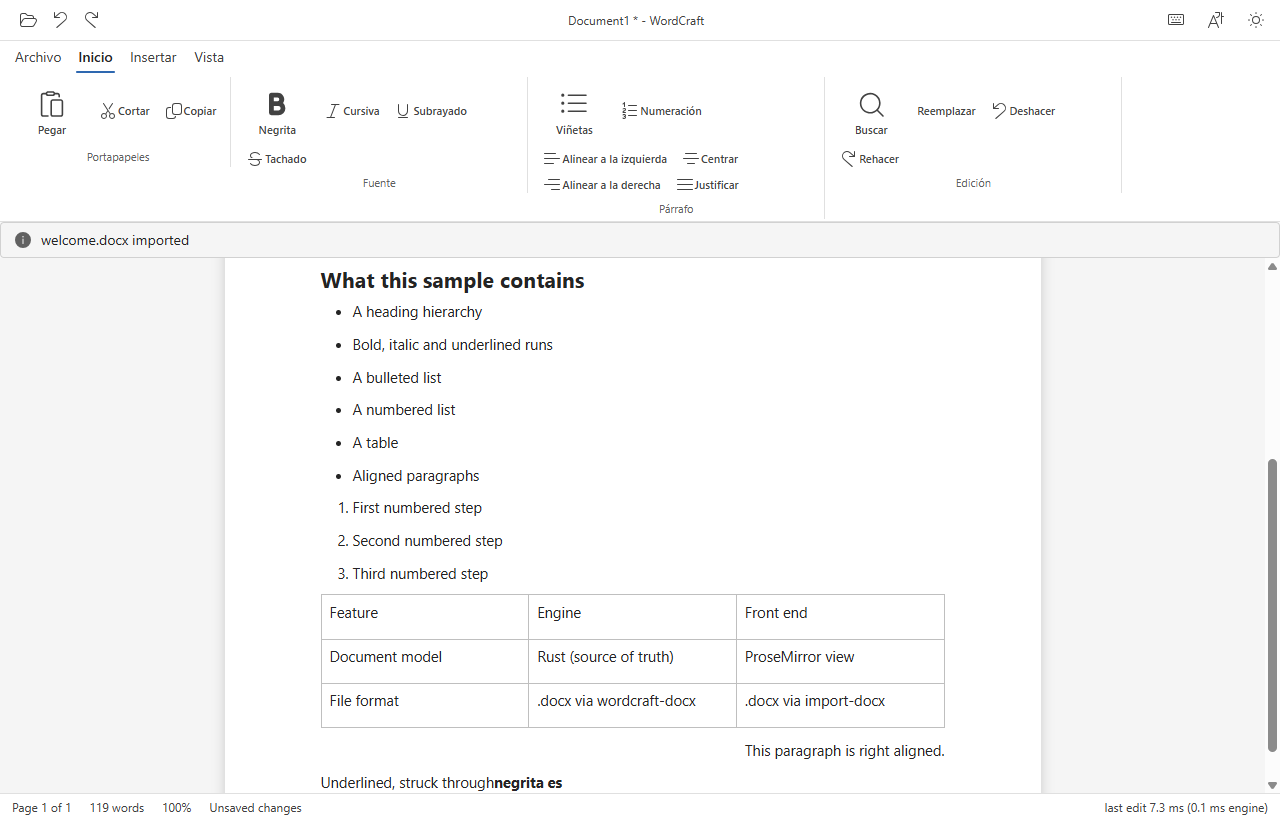 Document1 * - WordCraft
Archivo Inicio Insertar Vista
Pegar
Cortar
Copiar
Portapapeles
Negrita
Cursiva
Subrayado
Tachado
Fuente
Viñetas
Numeración
Alinear a la izquierda
Centrar
Alinear a la derecha
Justificar
Párrafo
Buscar
Reemplazar
Deshacer
Rehacer
Edición
welcome.docx imported
What this sample contains
• A heading hierarchy
• Bold, italic and underlined runs
• A bulleted list
• A numbered list
• A table
• Aligned paragraphs
1. First numbered step
2. Second numbered step
3. Third numbered step
Feature Engine Front end
Document model Rust (source of truth) ProseMirror view
File format .docx via wordcraft-docx .docx via import-docx
This paragraph is right aligned.
Underlined, struck throughnegrita es
Page 1 of 1 119 words 100% Unsaved changes last edit 7.3 ms (0.1 ms engine)